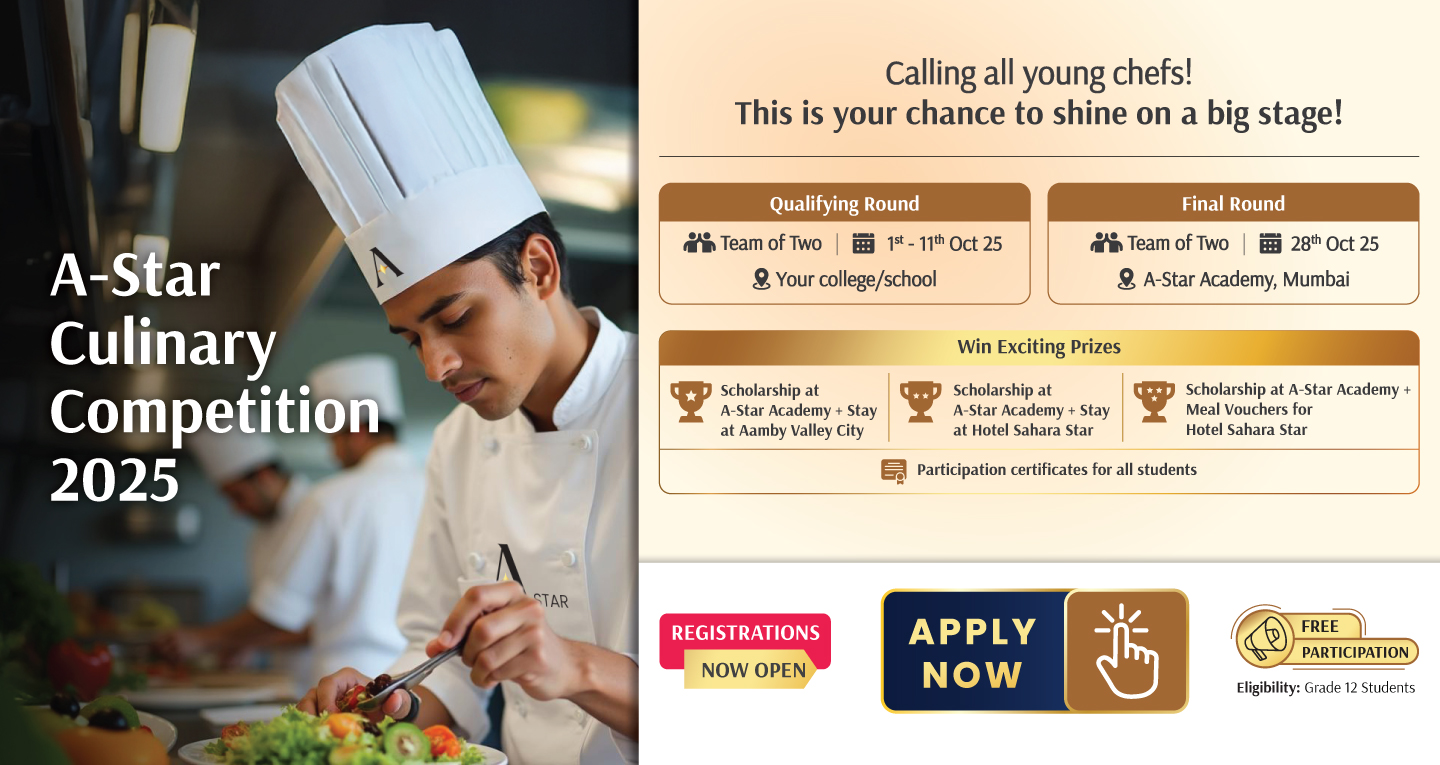 A-Star
Culinary
Competition
2025
A
STAR
Calling all young chefs!
This is your chance to shine on a big stage!
Qualifying Round
Team of Two | 1st - 11th Oct 25
Your college/school
Final Round
Team of Two | 28th Oct 25
A-Star Academy, Mumbai
Win Exciting Prizes
Scholarship at
A-Star Academy + Stay
at Aamby Valley City
Scholarship at
A-Star Academy + Stay
at Hotel Sahara Star
Scholarship at A-Star Academy +
Meal Vouchers for
Hotel Sahara Star
Participation certificates for all students
REGISTRATIONS
NOW OPEN
APPLY
NOW
FREE
PARTICIPATION
Eligibility: Grade 12 Students